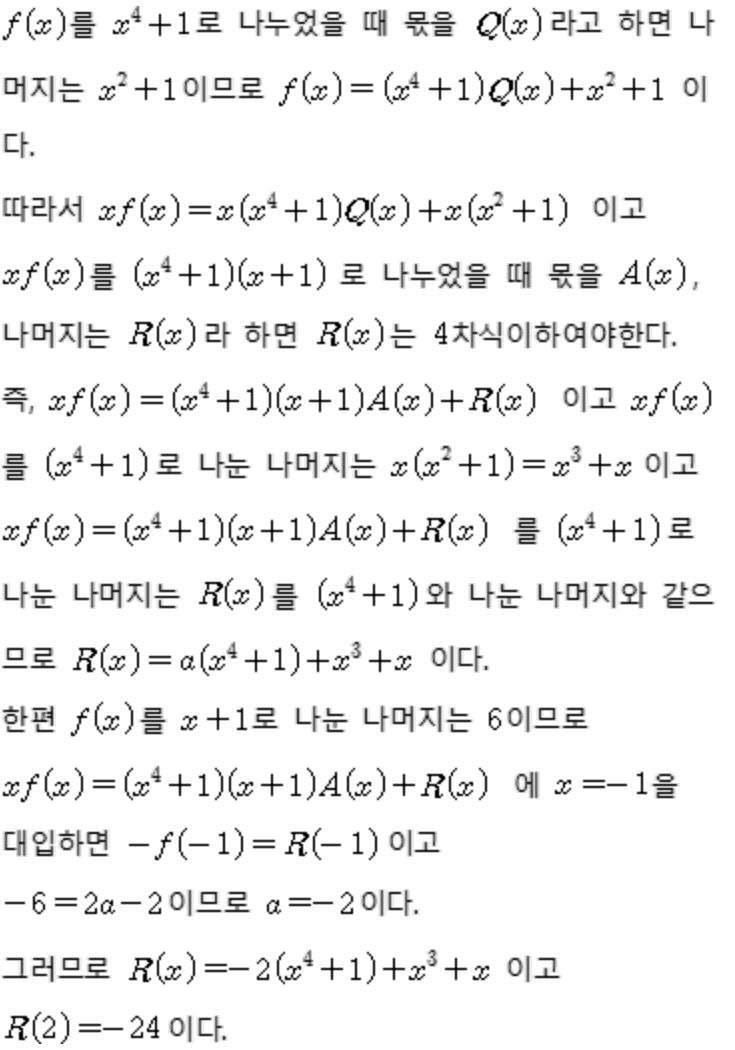 f(x)를 x⁴+1로 나누었을 때 몫을 Q(x)라고 하면 나
머지는 x²+1이므로 f(x)=(x⁴+1)Q(x)+x²+1 이
다.
따라서 xf(x)=x(x⁴+1)Q(x)+x(x²+1) 이고
xf(x)를 (x⁴+1)(x+1) 로 나누었을 때 몫을 A(x),
나머지는 R(x)라 하면 R(x)는 4차식이하여야한다.
즉, xf(x)=(x⁴+1)(x+1)A(x)+R(x) 이고 xf(x)
를 (x⁴+1)로 나눈 나머지는 x(x²+1)=x³+x 이고
xf(x)=(x⁴+1)(x+1)A(x)+R(x) 를 (x⁴+1)로
나눈 나머지는 R(x)를 (x⁴+1)와 나눈 나머지와 같으
므로 R(x)=a(x⁴+1)+x³+x 이다.
한편 f(x)를 x+1로 나눈 나머지는 6이므로
xf(x)=(x⁴+1)(x+1)A(x)+R(x) 에 x=-1을
대입하면 -f(-1)=R(-1)이고
-6=2a-2이므로 a=-2이다.
그러므로 R(x)=-2(x⁴+1)+x³+x 이고
R(2)=-24이다.